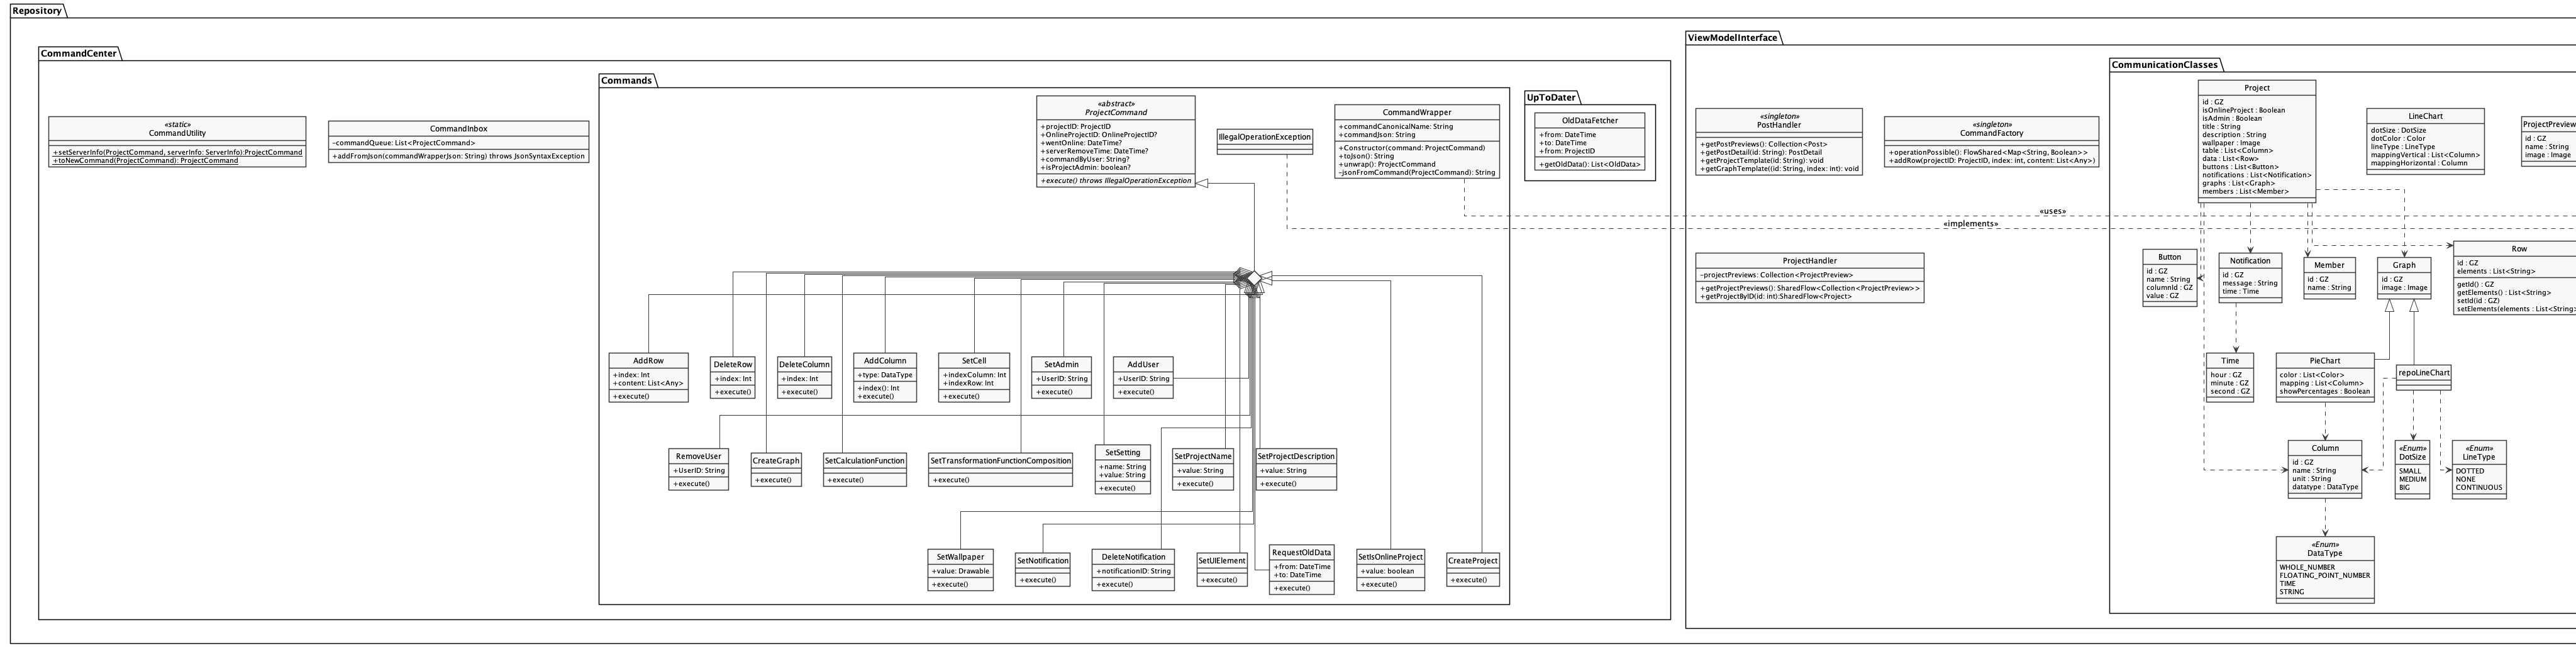 Repository
CommandCenter
«static»
CommandUtility
+setServerInfo(ProjectCommand, serverInfo: ServerInfo):ProjectCommand
+toNewCommand(ProjectCommand): ProjectCommand
CommandInbox
-commandQueue: List<ProjectCommand>
+addFromJson(commandWrapperJson: String) throws JsonSyntaxException
Commands
«abstract»
ProjectCommand
+projectID: ProjectID
+OnlineProjectID: OnlineProjectID?
+wentOnline: DateTime?
+serverRemoveTime: DateTime?
+commandByUser: String?
+isProjectAdmin: boolean?
+execute() throws IllegalOperationException
IllegalOperationException
CommandWrapper
+commandCanonicalName: String
+commandJson: String
+Constructor(command: ProjectCommand)
+toJson(): String
+unwrap(): ProjectCommand
-jsonFromCommand(ProjectCommand): String
AddRow
+index: Int
+content: List<Any>
+execute()
DeleteRow
+index: Int
+execute()
DeleteColumn
+index: Int
+execute()
AddColumn
+type: DataType
+index(): Int
+execute()
SetCell
+indexColumn: Int
+indexRow: Int
+execute()
SetAdmin
+UserID: String
+execute()
AddUser
+UserID: String
+execute()
RemoveUser
+UserID: String
+execute()
CreateGraph
+execute()
SetCalculationFunction
+execute()
SetTransformationFunctionComposition
+execute()
SetSetting
+name: String
+value: String
+execute()
SetProjectName
+value: String
+execute()
SetProjectDescription
+value: String
+execute()
SetWallpaper
+value: Drawable
+execute()
SetNotification
+execute()
DeleteNotification
+notificationID: String
+execute()
SetUIElement
+execute()
RequestOldData
+from: DateTime
+to: DateTime
+execute()
SetIsOnlineProject
+value: boolean
+execute()
CreateProject
+execute()
UpToDater
OldDataFetcher
+from: DateTime
+to: DateTime
+from: ProjectID
+getOldData(): List<OldData>
ViewModelInterface
«singleton»
PostHandler
+getPostPreviews(): Collection<Post>
+getPostDetail(id: String): PostDetail
+getProjectTemplate(id: String): void
+getGraphTemplate((id: String, index: int): void
«singleton»
CommandFactory
+operationPossible(): FlowShared<Map<String, Boolean>>
+addRow(projectID: ProjectID, index: int, content: List<Any>)
«uses»
«implements»
ProjectHandler
-projectPreviews: Collection<ProjectPreview>
+getProjectPreviews(): SharedFlow<Collection<ProjectPreview>>
+getProjectByID(id: int):SharedFlow<Project>
CommunicationClasses
Project
id : GZ
isOnlineProject : Boolean
isAdmin : Boolean
title : String
description : String
wallpaper : Image
table : List<Column>
data : List<Row>
buttons : List<Button>
notifications : List<Notification>
graphs : List<Graph>
members : List<Member>
LineChart
dotSize : DotSize
dotColor : Color
lineType : LineType
mappingVertical : List<Column>
mappingHorizontal : Column
ProjectPreview
id : GZ
name : String
image : Image
Button
id : GZ
name : String
columnId : GZ
value : GZ
Notification
id : GZ
message : String
time : Time
Member
id : GZ
name : String
Graph
id : GZ
image : Image
Row
id : GZ
elements : List<String>
getId() : GZ
getElements() : List<String>
setId(id : GZ)
setElements(elements : List<String>
Time
hour : GZ
minute : GZ
second : GZ
PieChart
color : List<Color>
mapping : List<Column>
showPercentages : Boolean
repoLineChart
Column
id : GZ
name : String
unit : String
datatype : DataType
«Enum»
DotSize
SMALL
MEDIUM
BIG
«Enum»
LineType
DOTTED
NONE
CONTINUOUS
«Enum»
DataType
WHOLE_NUMBER
FLOATING_POINT_NUMBER
TIME
STRING